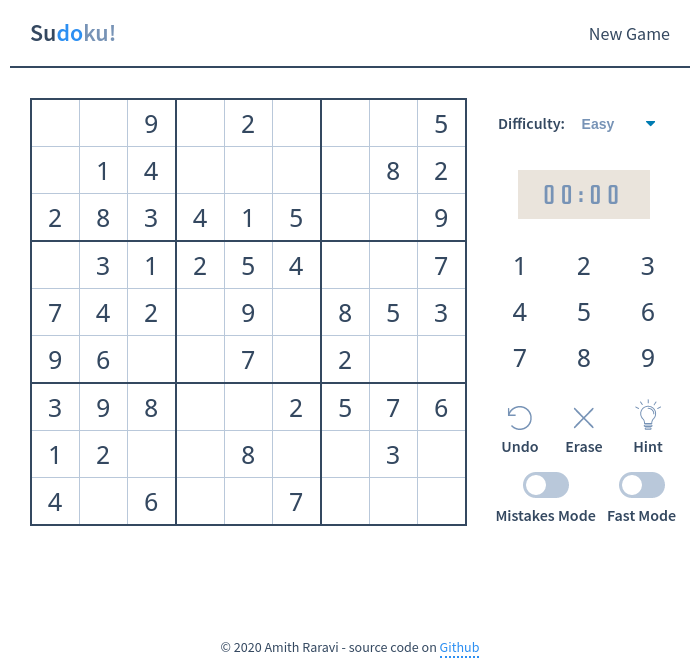 Sudoku!
New Game
9 2 5
1 4 8 2
2 8 3 4 1 5 9
3 1 2 5 4 7
7 4 2 9 8 5 3
9 6 7 2
3 9 8 2 5 7 6
1 2 8 3
4 6 7
Difficulty: Easy
00:00
1 2 3
4 5 6
7 8 9
Undo Erase Hint
Mistakes Mode Fast Mode
© 2020 Amith Raravi - source code on Github